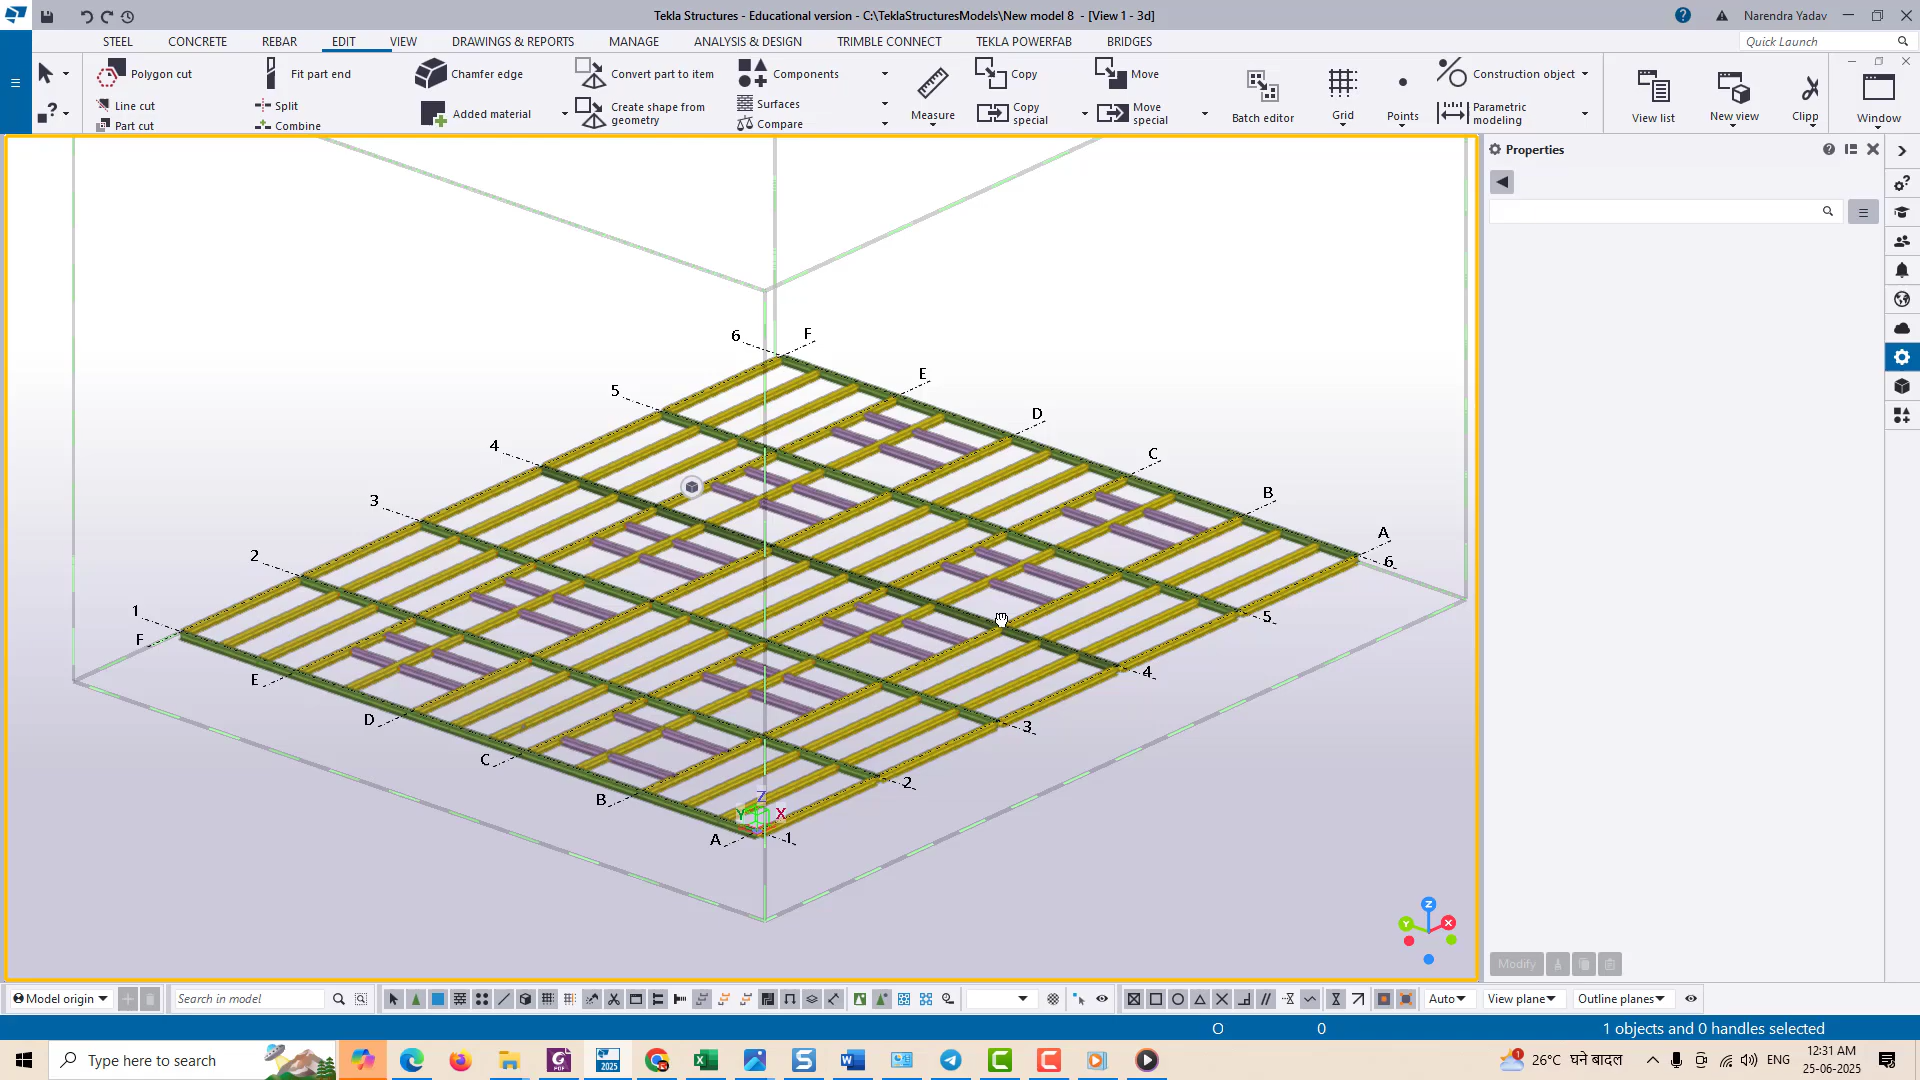 Tekla Structures - Educational version - C:\TeklaStructuresModels\New model 8 - [View 1 - 3d]
Narendra Yadav
STEEL CONCRETE REBAR EDIT VIEW DRAWINGS & REPORTS MANAGE ANALYSIS & DESIGN TRIMBLE CONNECT TEKLA POWERFAB BRIDGES
Quick Launch
Polygon cut Fit part end Chamfer edge Convert part to item Components Copy Move Construction object
Line cut Split Added material Create shape from geometry Surfaces Measure Copy special Move special Batch editor Grid Points Parametric modeling View list New view Clipp Window
Part cut Combine Compare
Properties
6 F
E
5
D
4
C
3
B
2
A
6
1
5
F
4
E
3
D
2
C
B
Z
Y X
A 1
Z
Y X
Modify
Model origin
Search in model
Auto View plane Outline planes
0 0
1 objects and 0 handles selected
Type here to search
2025
1
26°C घने बादल
ENG
12:31 AM
25-06-2025